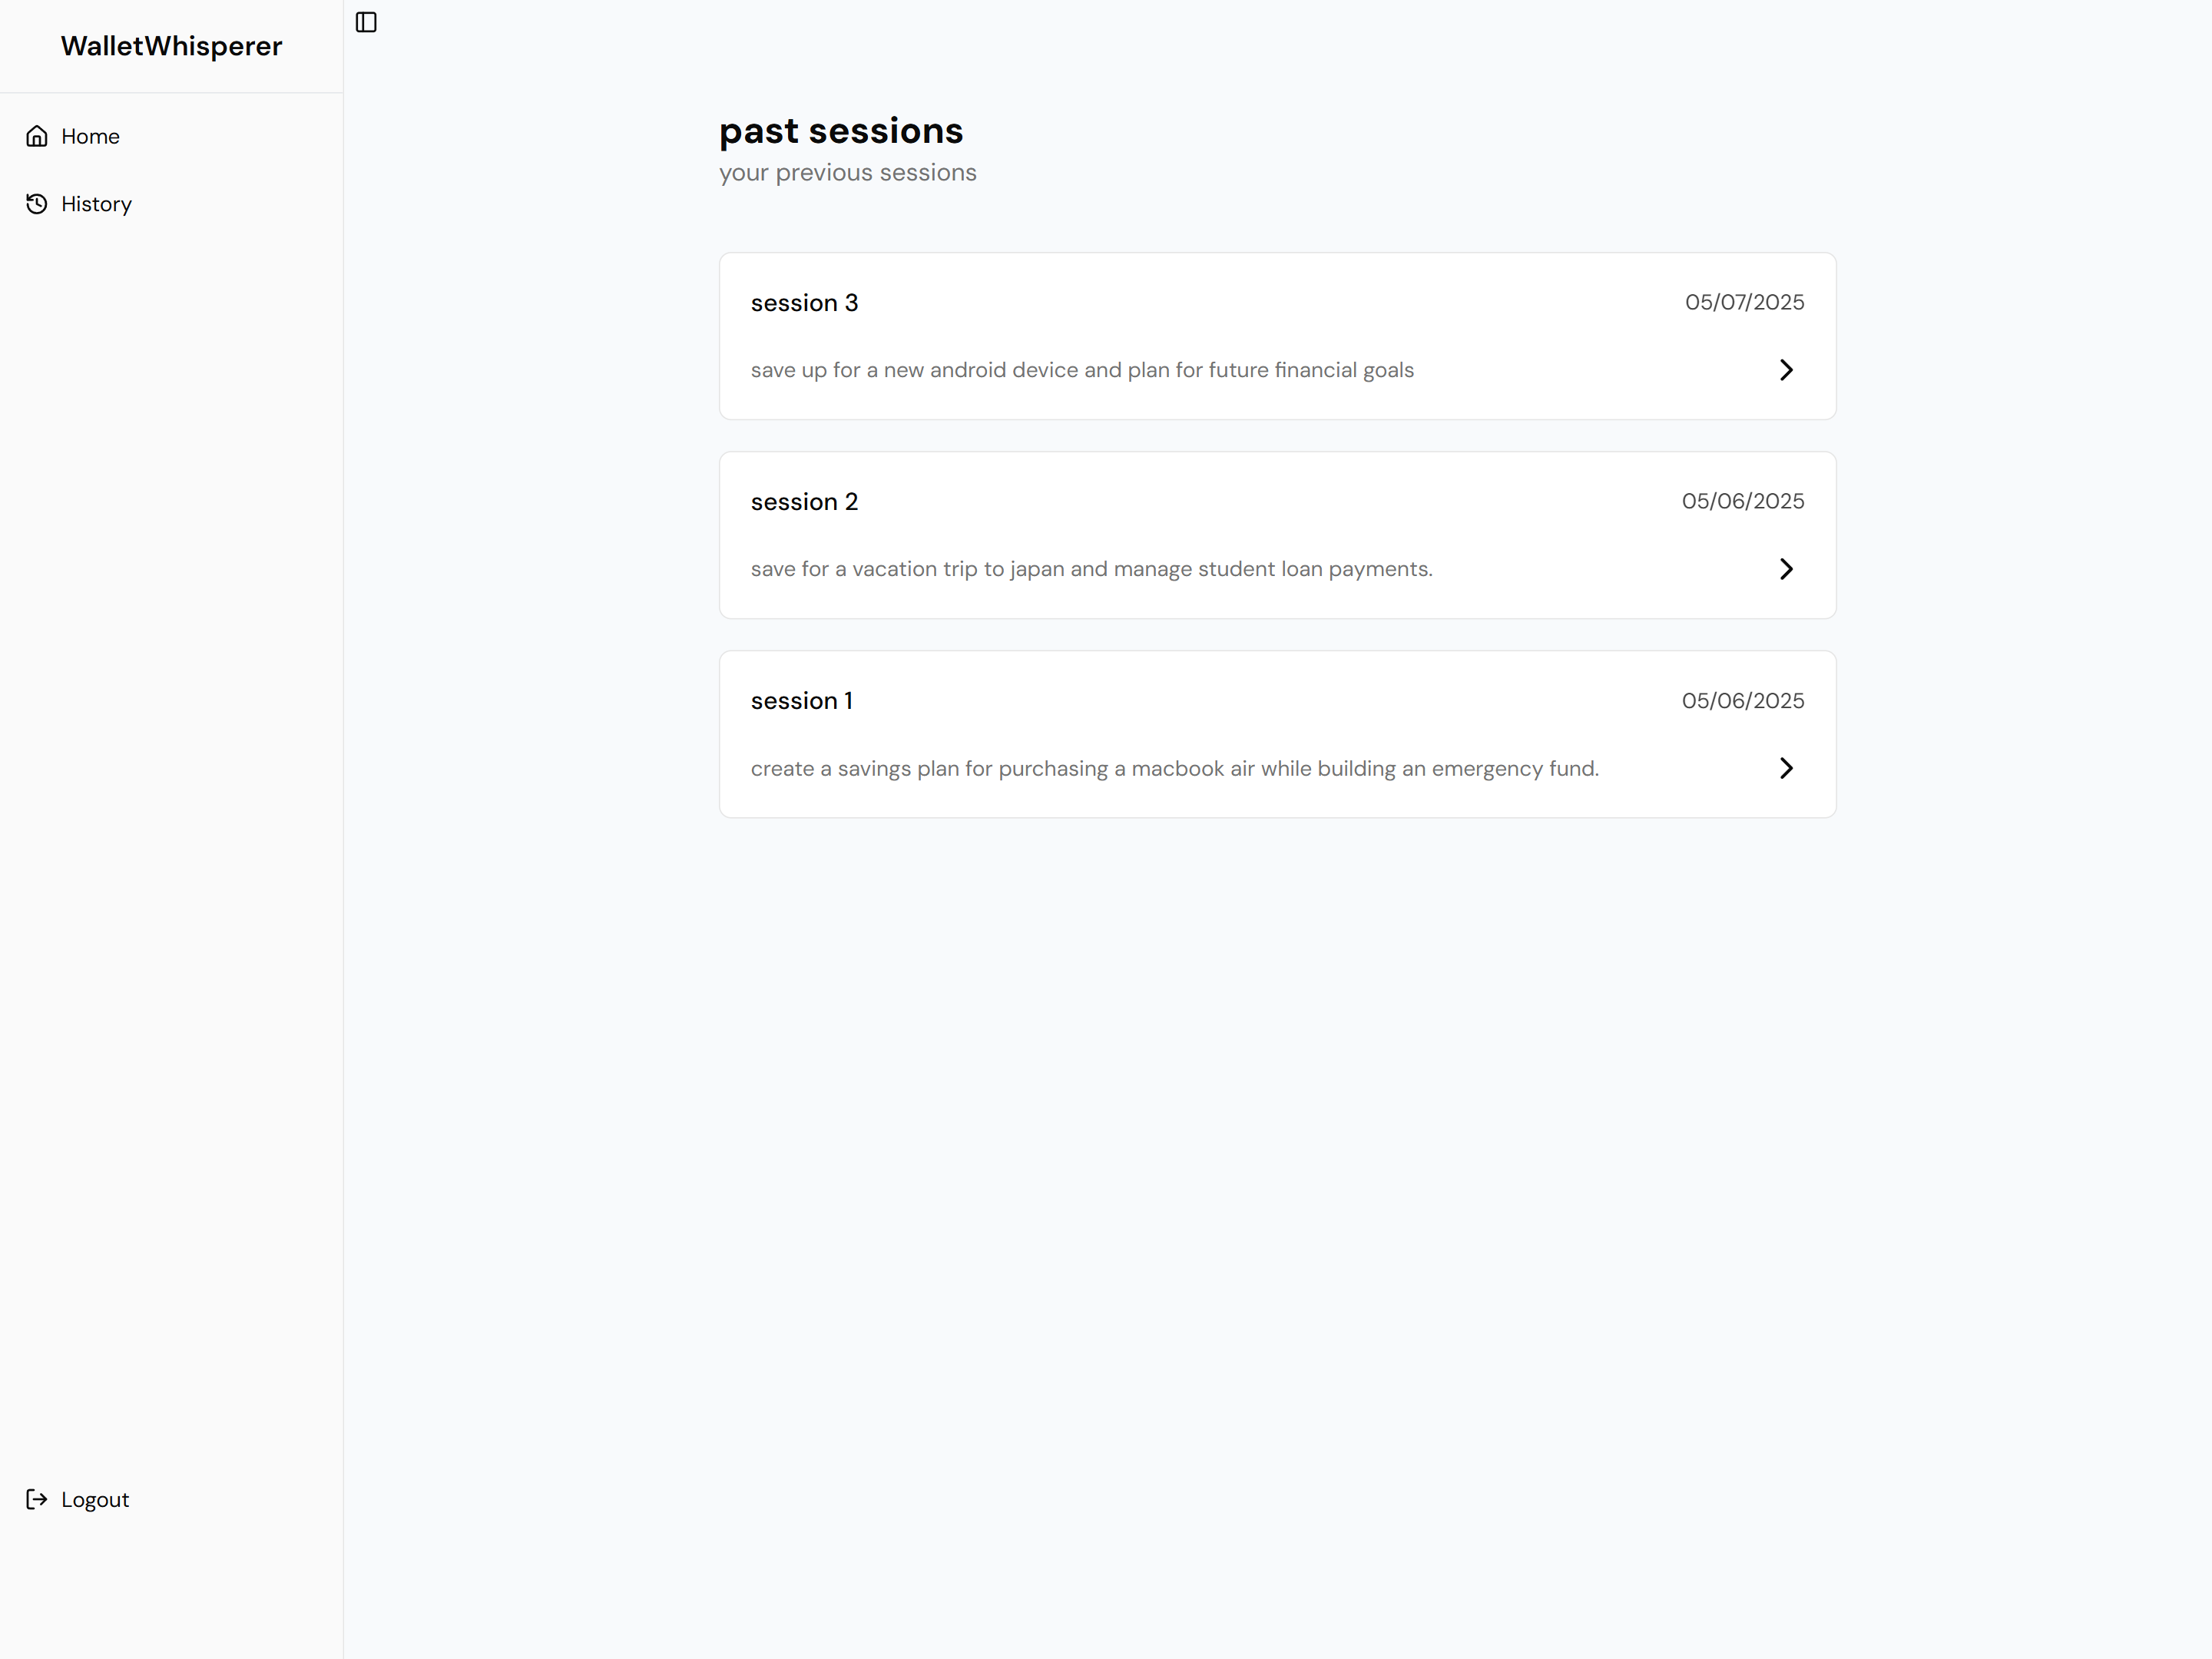 WalletWhisperer
Home
History
Logout
past sessions
your previous sessions
session 3
05/07/2025
save up for a new android device and plan for future financial goals
session 2
05/06/2025
save for a vacation trip to japan and manage student loan payments.
session 1
05/06/2025
create a savings plan for purchasing a macbook air while building an emergency fund.